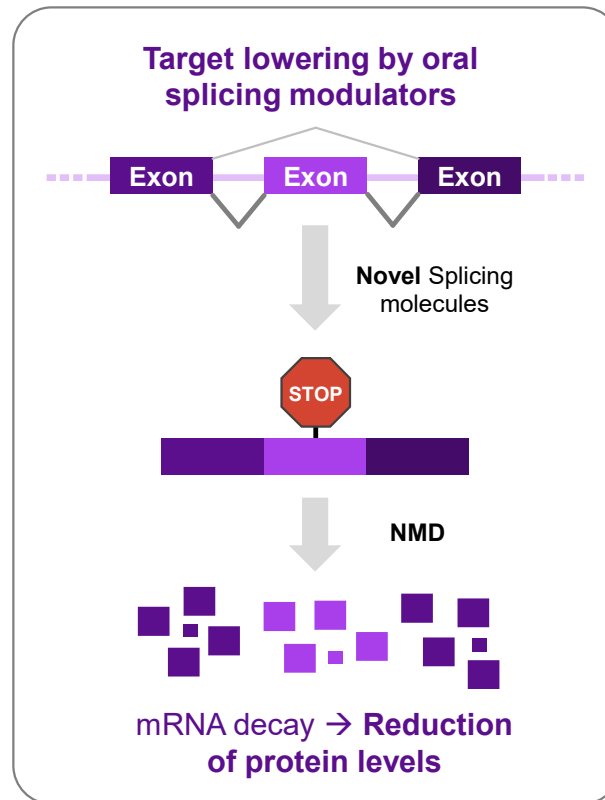 Target lowering by oral
splicing modulators
Exon Exon Exon
Novel Splicing
molecules
STOP
NMD
mRNA decay → Reduction
of protein levels